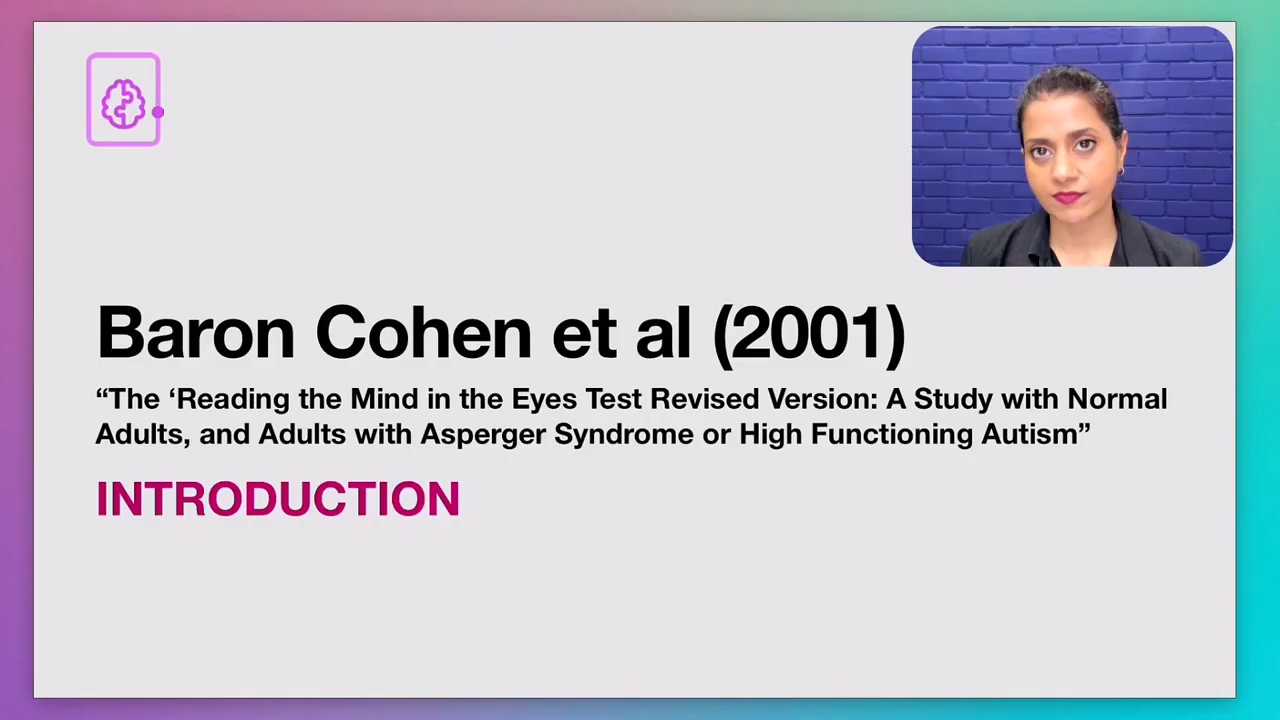 Baron Cohen et al (2001)
“The ‘Reading the Mind in the Eyes Test Revised Version: A Study with Normal
Adults, and Adults with Asperger Syndrome or High Functioning Autism”
INTRODUCTION